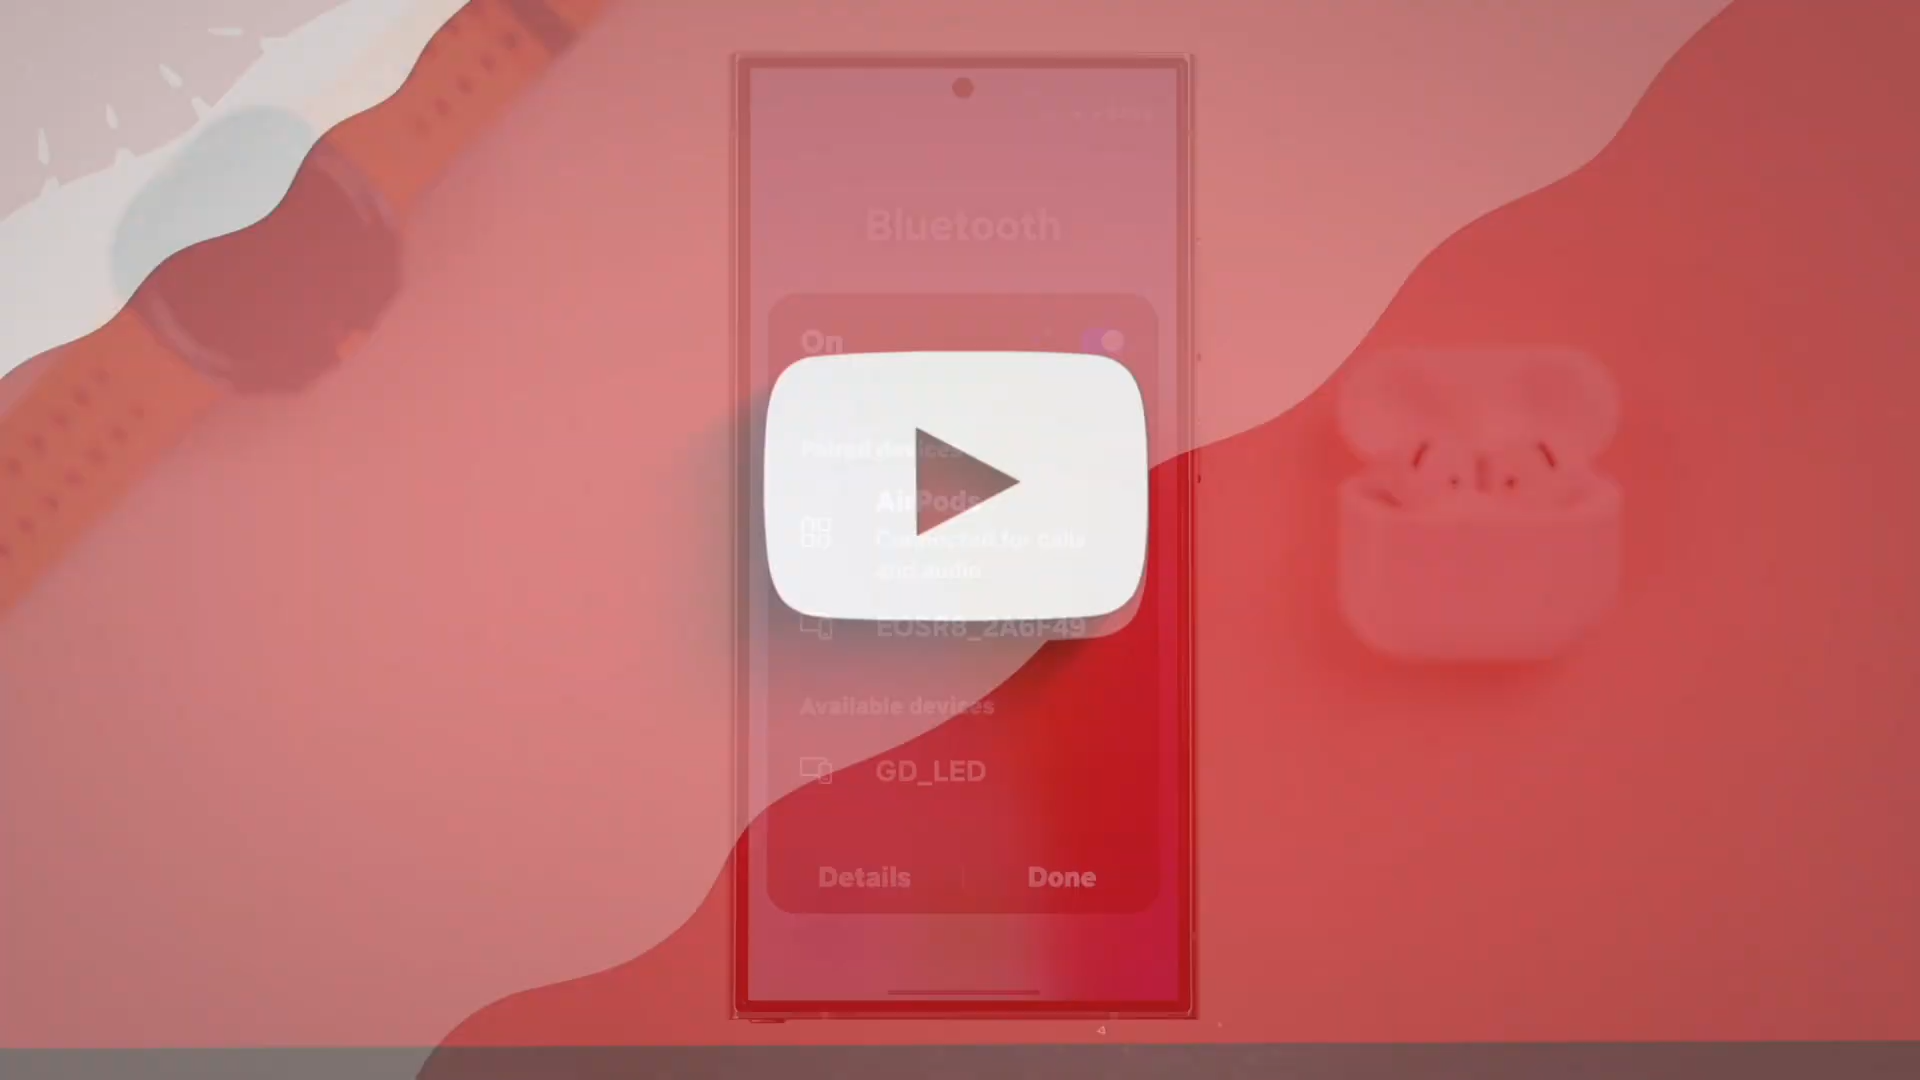 Bluetooth
On
Paired devices
AirPods
Connected for calls
and audio
EOSR8_2A6F49
Available devices
GD_LED
Details
Done